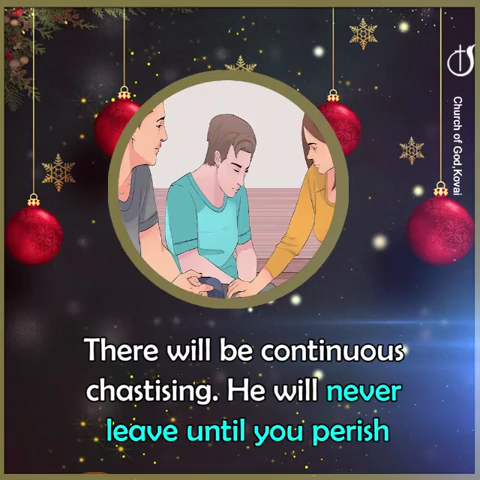 Church of God,Kovai
There will be continuous
chastising. He will never
leave until you perish